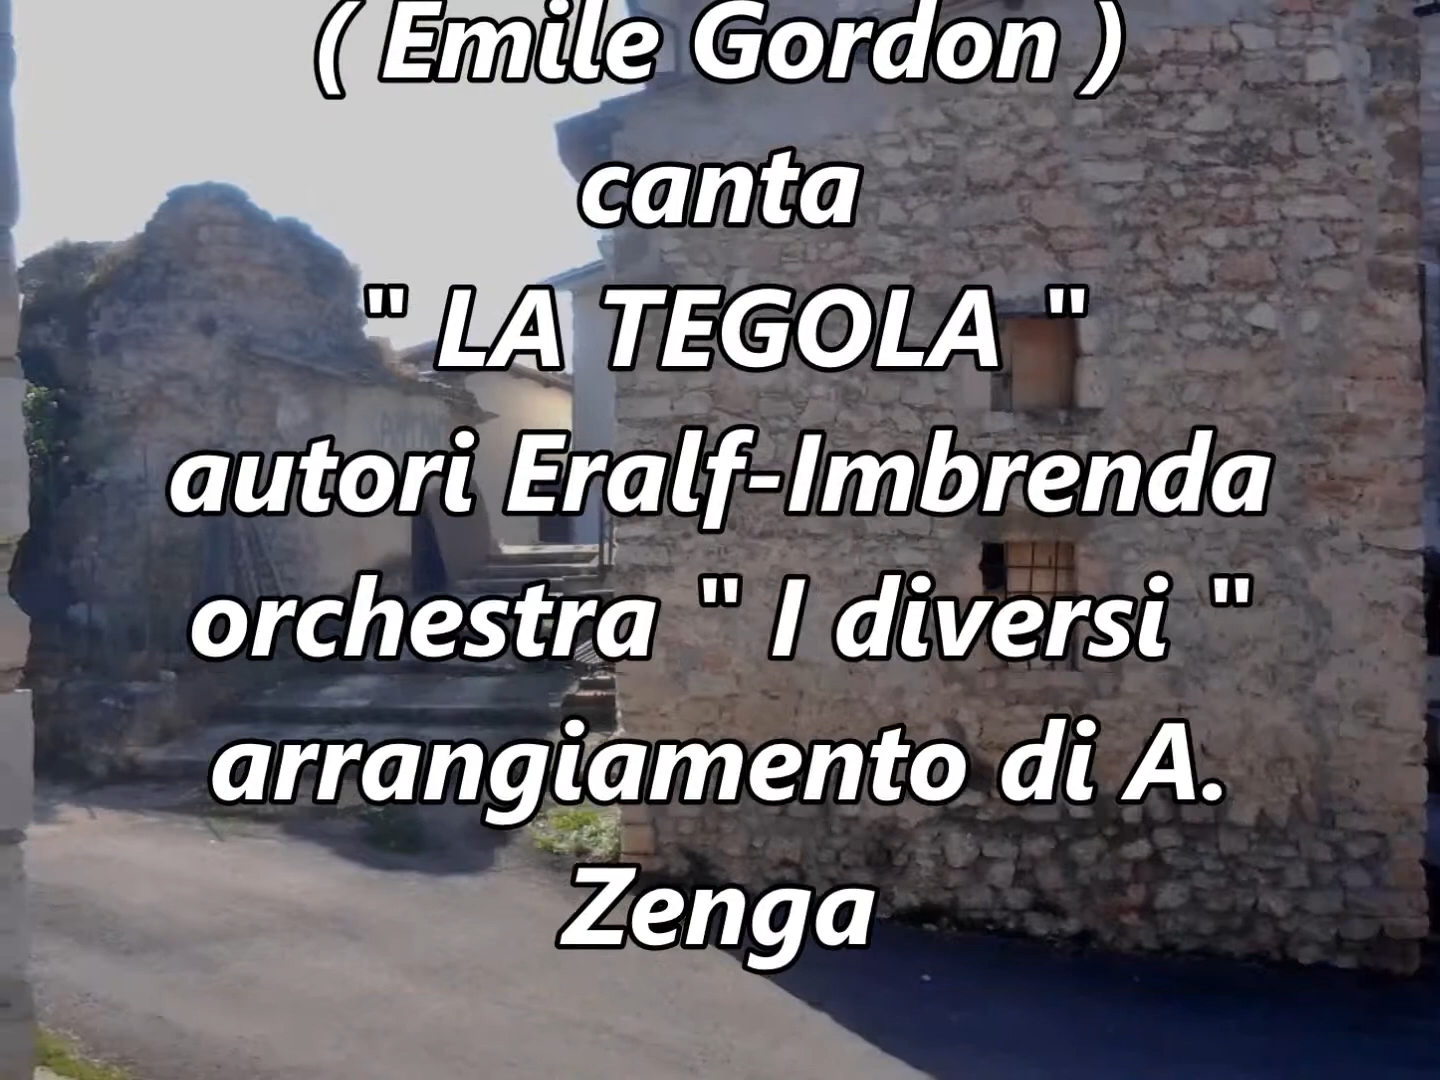 ( Emile Gordon )
canta
" LA TEGOLA "
autori Eralf-Imbrenda
orchestra " I diversi "
arrangiamento di A.
Zenga